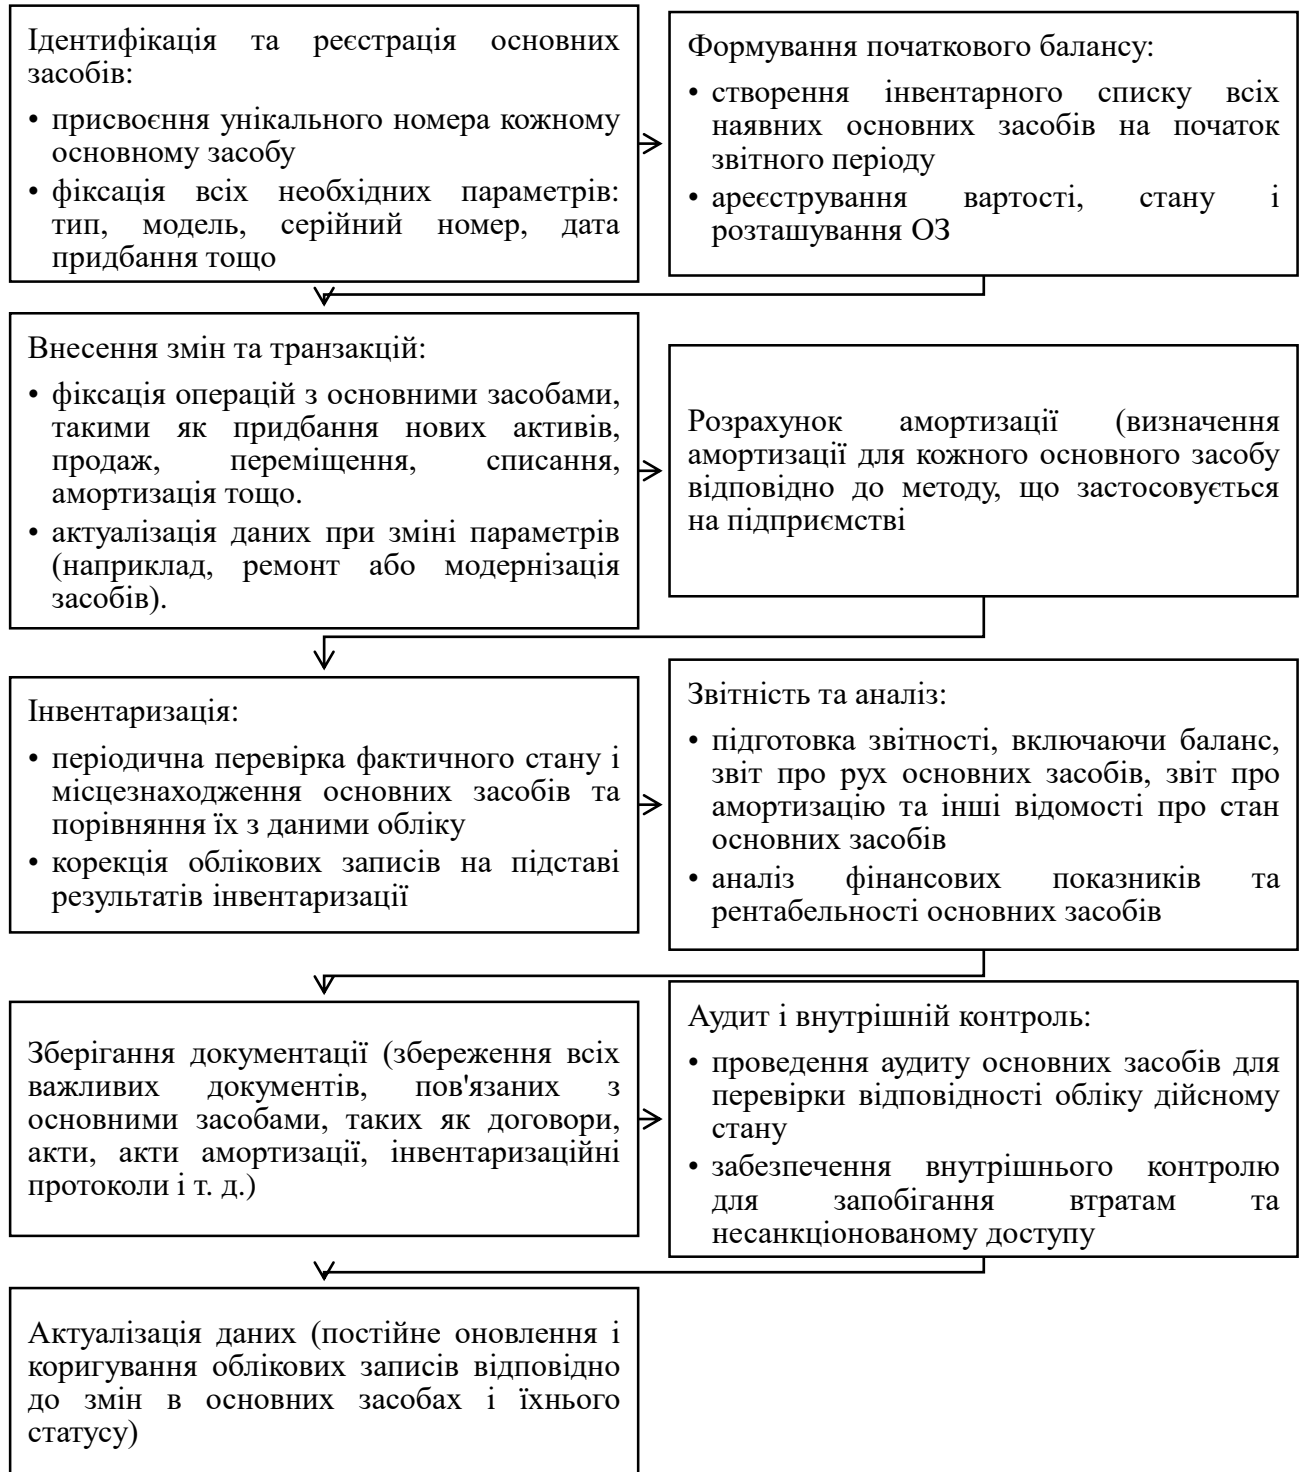 Ідентифікація та реєстрація основних
засобів:
• присвоєння унікального номера кожному
основному засобу
• фіксація всіх необхідних параметрів:
тип, модель, серійний номер, дата
придбання тощо
Формування початкового балансу:
• створення інвентарного списку всіх
наявних основних засобів на початок
звітного періоду
• ареєстрування вартості, стану і
розташування ОЗ
Внесення змін та транзакцій:
• фіксація операцій з основними засобами,
такими як придбання нових активів,
продаж, переміщення, списання,
амортизація тощо.
• актуалізація даних при зміні параметрів
(наприклад, ремонт або модернізація
засобів).
Розрахунок амортизації (визначення
амортизації для кожного основного засобу
відповідно до методу, що застосовується
на підприємстві
Інвентаризація:
• періодична перевірка фактичного стану і
місцезнаходження основних засобів та
порівняння їх з даними обліку
• корекція облікових записів на підставі
результатів інвентаризації
Звітність та аналіз:
• підготовка звітності, включаючи баланс,
звіт про рух основних засобів, звіт про
амортизацію та інші відомості про стан
основних засобів
• аналіз фінансових показників та
рентабельності основних засобів
Зберігання документації (збереження всіх
важливих документів, пов'язаних з
основними засобами, таких як договори,
акти, акти амортизації, інвентаризаційні
протоколи і т. д.)
Аудит і внутрішній контроль:
• проведення аудиту основних засобів для
перевірки відповідності обліку дійсному
стану
• забезпечення внутрішнього контролю
для запобігання втратам та
несанкціонованому доступу
Актуалізація даних (постійне оновлення і
коригування облікових записів відповідно
до змін в основних засобах і їхнього
статусу)